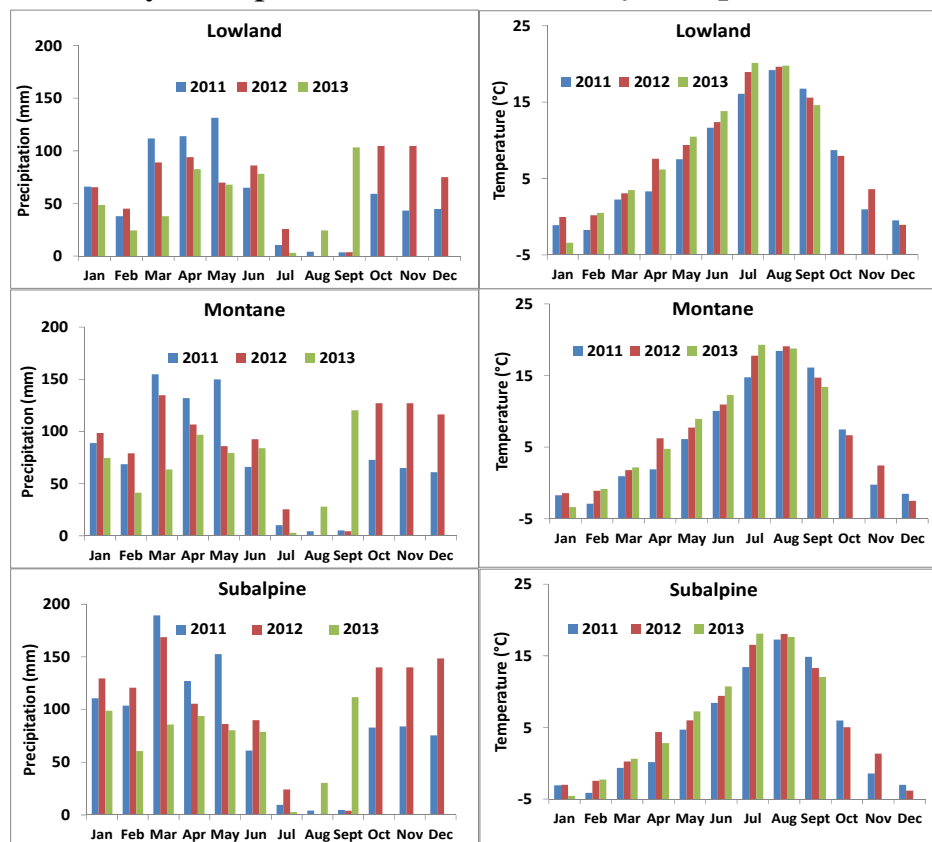 Lowland
200
150
100
50
0
Precipitation (mm)
2011 2012 2013
Jan Feb Mar Apr May Jun Jul Aug Sept Oct Nov Dec
Lowland
25
15
5
-5
Temperature (°C)
2011 2012 2013
Jan Feb Mar Apr May Jun Jul Aug Sept Oct Nov Dec
Montane
200
150
100
50
0
Precipitation (mm)
2011 2012 2013
Jan Feb Mar Apr May Jun Jul Aug Sept Oct Nov Dec
Montane
25
15
5
-5
Temperature (°C)
2011 2012 2013
Jan Feb Mar Apr May Jun Jul Aug Sept Oct Nov Dec
Subalpine
200
150
100
50
0
Precipitation (mm)
2011 2012 2013
Jan Feb Mar Apr May Jun Jul Aug Sept Oct Nov Dec
Subalpine
25
15
5
-5
Temperature (°C)
2011 2012 2013
Jan Feb Mar Apr May Jun Jul Aug Sept Oct Nov Dec